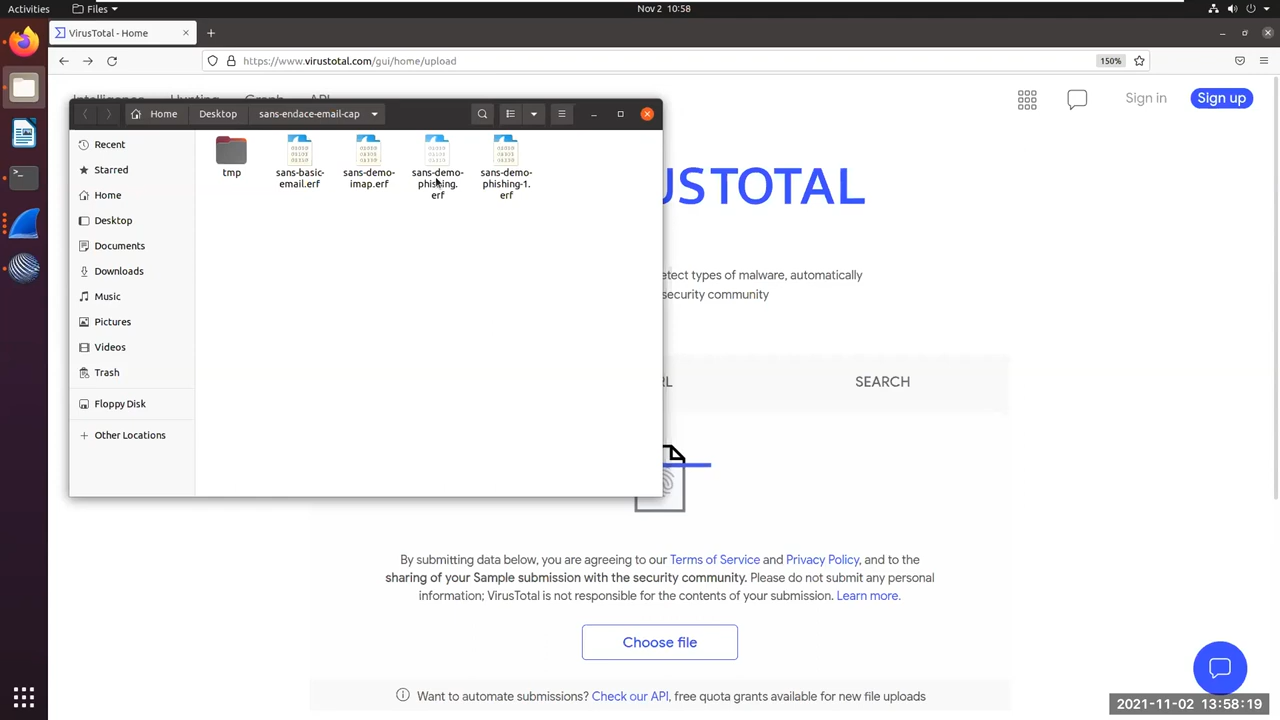 Activities
Files
Nov 2 10:58
VirusTotal - Home
https://www.virustotal.com/gui/home/upload
150%
Intelligence Hunting Graph API
Sign in
Sign up
Home
Desktop
sans-endace-email-cap
Recent
Starred
Home
Desktop
Documents
Downloads
Music
Pictures
Videos
Trash
Floppy Disk
Other Locations
tmp
sans-basic-
email.erf
sans-demo-
imap.erf
sans-demo-
phishing.
erf
sans-demo-
phishing-1.
erf
USTOTAL
etect types of malware, automatically
security community
RL
SEARCH
By submitting data below, you are agreeing to our Terms of Service and Privacy Policy, and to the
sharing of your Sample submission with the security community. Please do not submit any personal
information; VirusTotal is not responsible for the contents of your submission. Learn more.
Choose file
Want to automate submissions? Check our API, free quota grants available for new file uploads
2021-11-02 13:58:19